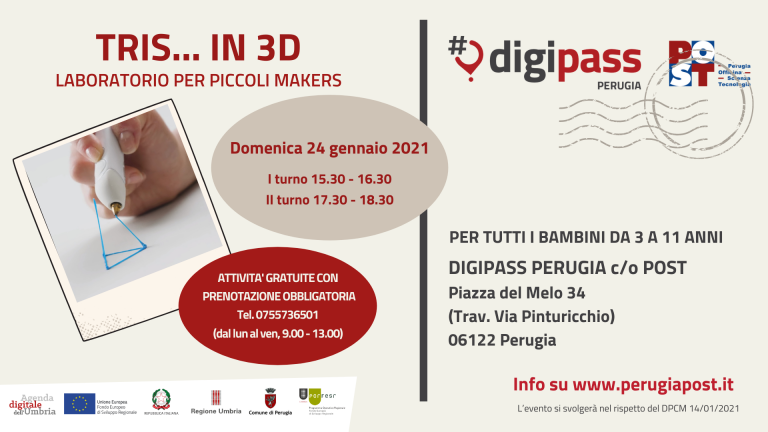 TRIS... IN 3D
LABORATORIO PER PICCOLI MAKERS
Domenica 24 gennaio 2021
I turno 15.30 - 16.30
II turno 17.30 - 18.30
ATTIVITA' GRATUITE CON
PRENOTAZIONE OBBLIGATORIA
Tel. 0755736501
(dal lun al ven, 9.00 - 13.00)
Agenda
digitale
dell'Umbria
Unione Europea
Fondo Europeo
di Sviluppo Regionale
REPUBBLICA ITALIANA
Regione Umbria
Comune di Perugia
por fesr
#digipass
PERUGIA
POST
Perugia
Officina
Scienza
Tecnologia
PER TUTTI I BAMBINI DA 3 A 11 ANNI
DIGIPASS PERUGIA c/o POST
Piazza del Melo 34
(Trav. Via Pinturicchio)
06122 Perugia
Info su www.perugiapost.it
L'evento si svolgerà nel rispetto del DPCM 14/01/2021